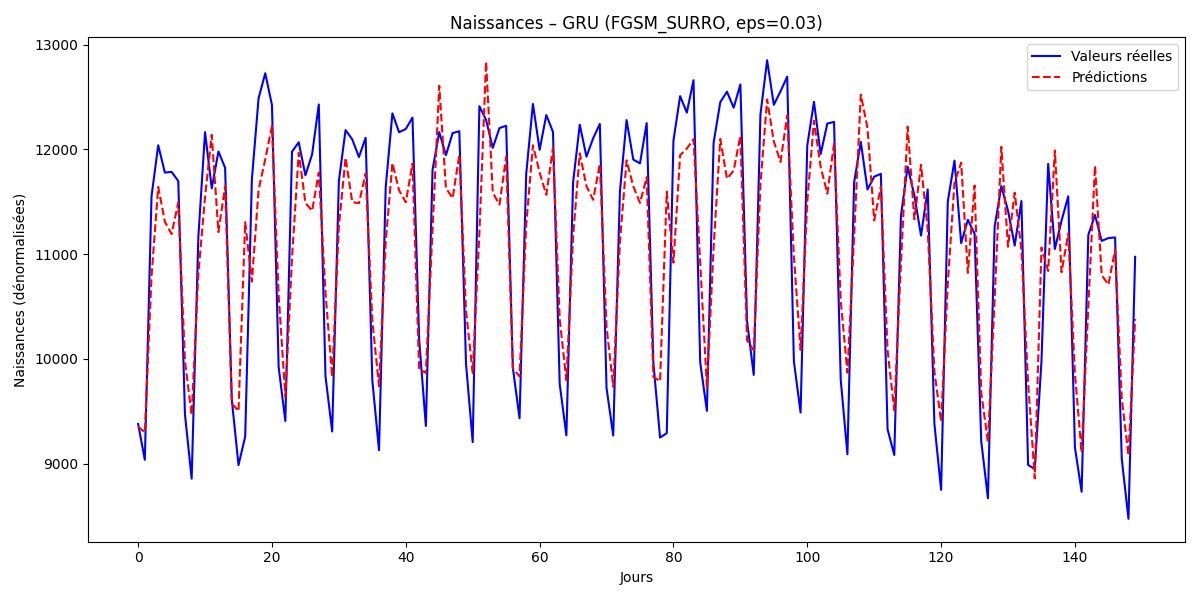 Naissances – GRU (FGSM_SURRO, eps=0.03)
Valeurs réelles
Prédictions
13000
12000
11000
10000
9000
Naissances (dénormalisées)
0 20 40 60 80 100 120 140
Jours